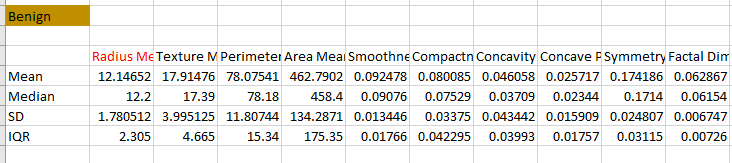 Benign
Radius Me Texture M Perimeter Area Mear Smoothne Compactn Concavity Concave P Symmetry Factal Dim
Mean 12.14652 17.91476 78.07541 462.7902 0.092478 0.080085 0.046058 0.025717 0.174186 0.062867
Median 12.2 17.39 78.18 458.4 0.09076 0.07529 0.03709 0.02344 0.1714 0.06154
SD 1.780512 3.995125 11.80744 134.2871 0.013446 0.03375 0.043442 0.015909 0.024807 0.006747
IQR 2.305 4.665 15.34 175.35 0.01766 0.042295 0.03993 0.01757 0.03115 0.00726